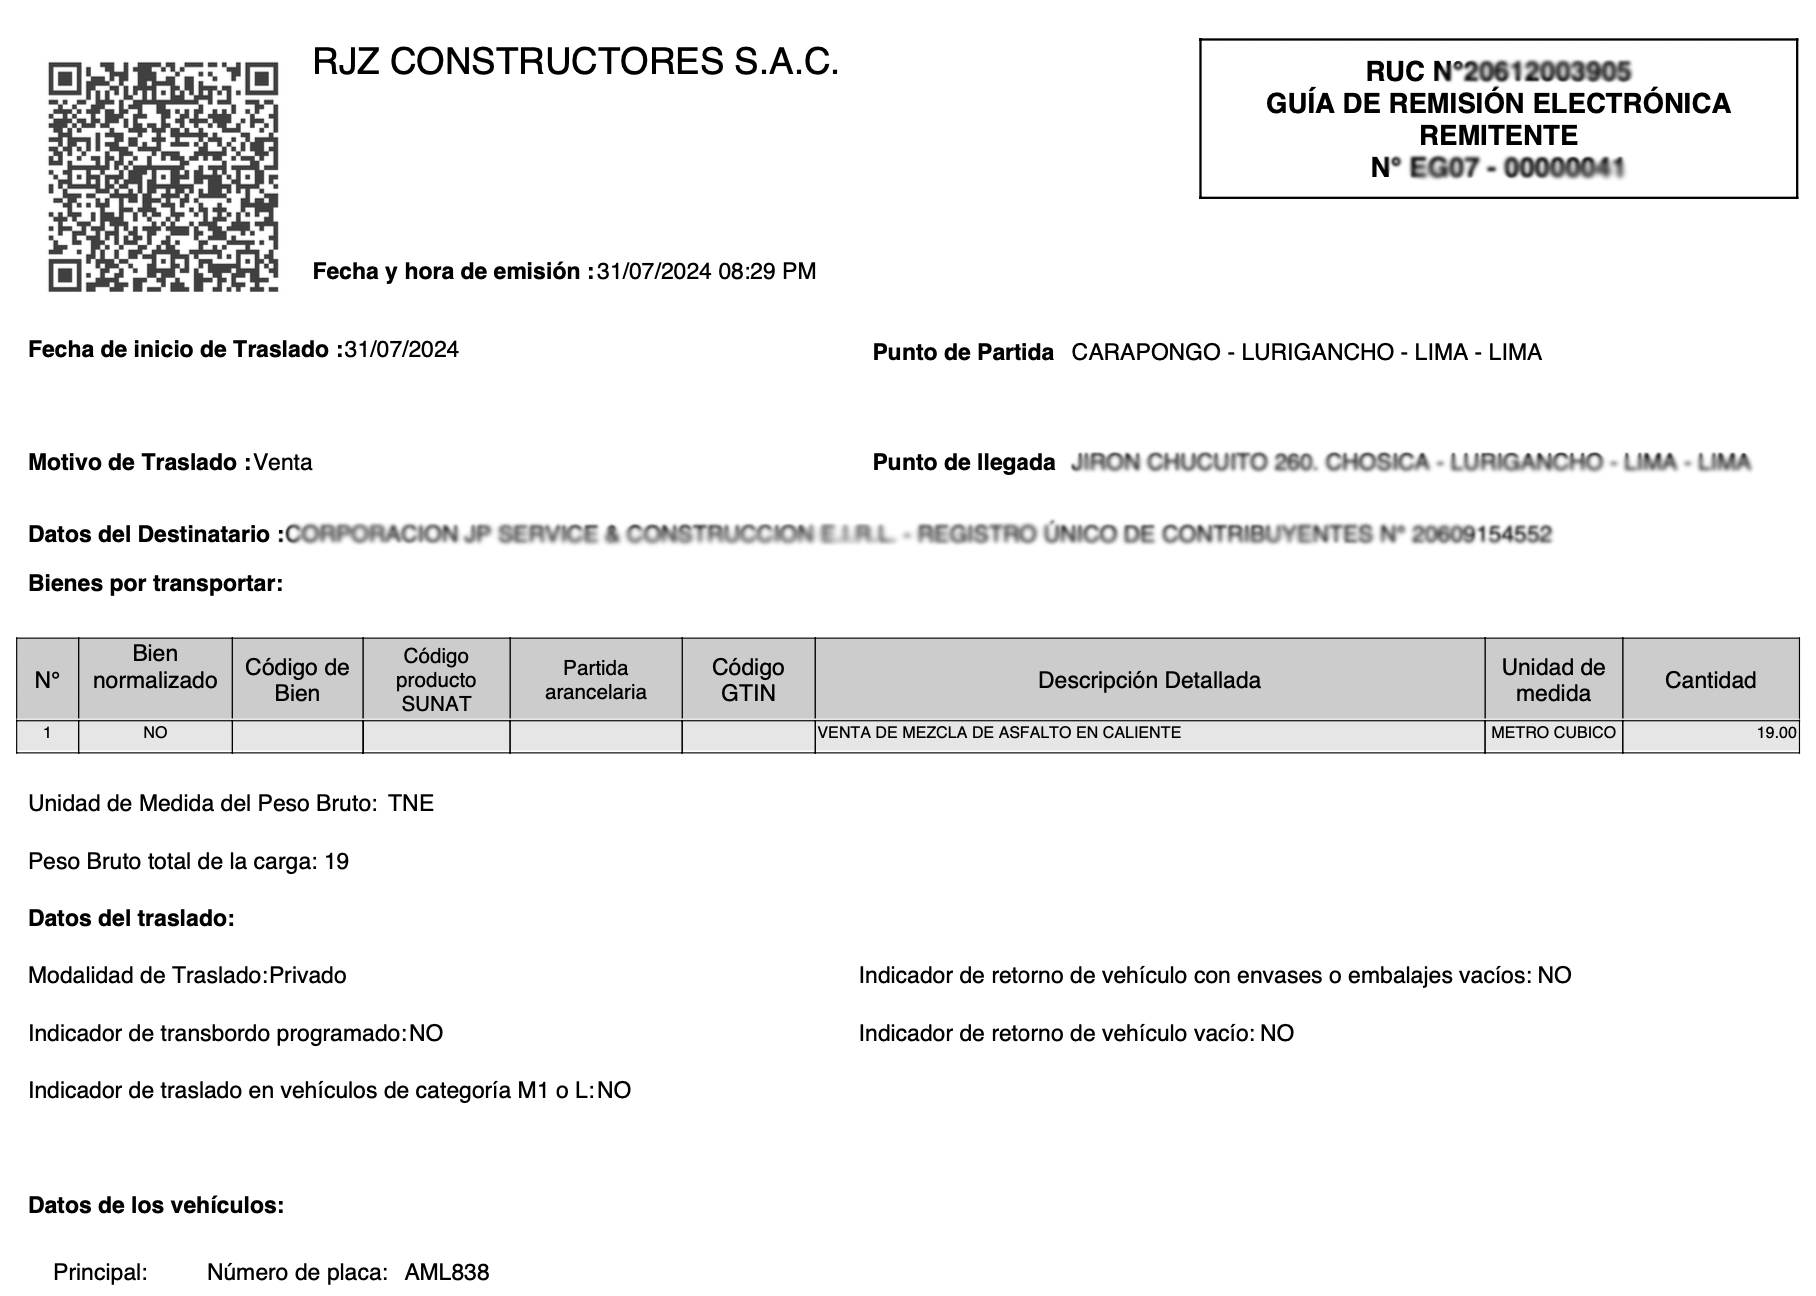 RJZ CONSTRUCTORES S.A.C.
RUC N°20612003905
GUÍA DE REMISIÓN ELECTRÓNICA
REMITENTE
N° EG07 - 00000041
Fecha y hora de emisión :31/07/2024 08:29 PM
Fecha de inicio de Traslado :31/07/2024
Punto de Partida CARAPONGO - LURIGANCHO - LIMA - LIMA
Motivo de Traslado :Venta
Punto de llegada JIRON CHUCUITO 260. CHOSICA - LURIGANCHO - LIMA - LIMA
Datos del Destinatario :CORPORACION JP SERVICE & CONSTRUCCION E.I.R.L. - REGISTRO ÚNICO DE CONTRIBUYENTES N° 20609154552
Bienes por transportar:
N°
Bien
normalizado
Código de
Bien
Código
producto
SUNAT
Partida
arancelaria
Código
GTIN
Descripción Detallada
Unidad de
medida
Cantidad
1 NO VENTA DE MEZCLA DE ASFALTO EN CALIENTE METRO CUBICO 19.00
Unidad de Medida del Peso Bruto: TNE
Peso Bruto total de la carga: 19
Datos del traslado:
Modalidad de Traslado:Privado
Indicador de retorno de vehículo con envases o embalajes vacíos: NO
Indicador de transbordo programado:NO
Indicador de retorno de vehículo vacío: NO
Indicador de traslado en vehículos de categoría M1 o L:NO
Datos de los vehículos:
Principal: Número de placa: AML838